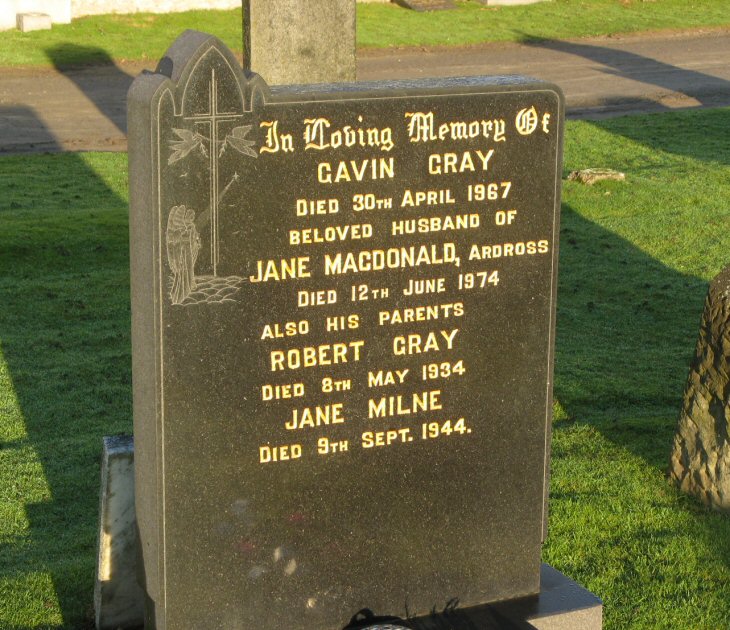 In Loving Memory Of
GAVIN GRAY
DIED 30TH APRIL 1967
BELOVED HUSBAND OF
JANE MACDONALD, ARDROSS
DIED 12TH JUNE 1974
ALSO HIS PARENTS
ROBERT GRAY
DIED 8TH MAY 1934
JANE MILNE
DIED 9TH SEPT. 1944.